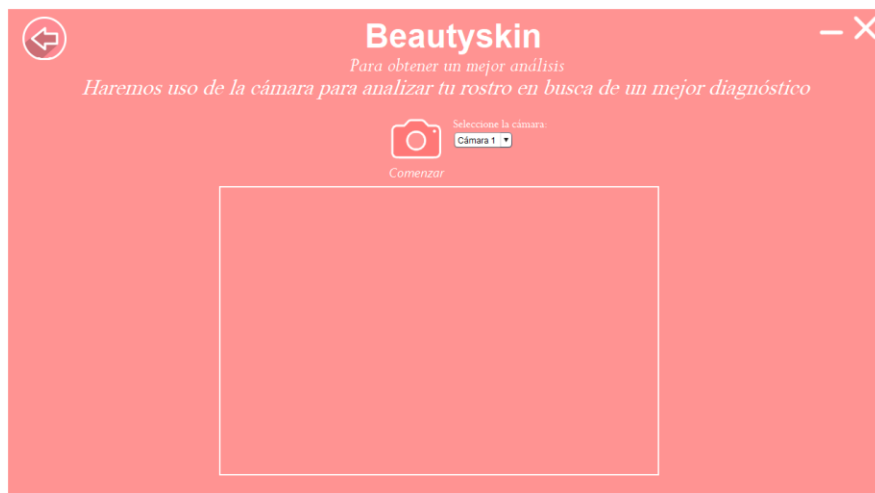 Beautyskin
Para obtener un mejor análisis
Haremos uso de la cámara para analizar tu rostro en busca de un mejor diagnóstico
Seleccione la cámara:
Cámara 1
Comenzar